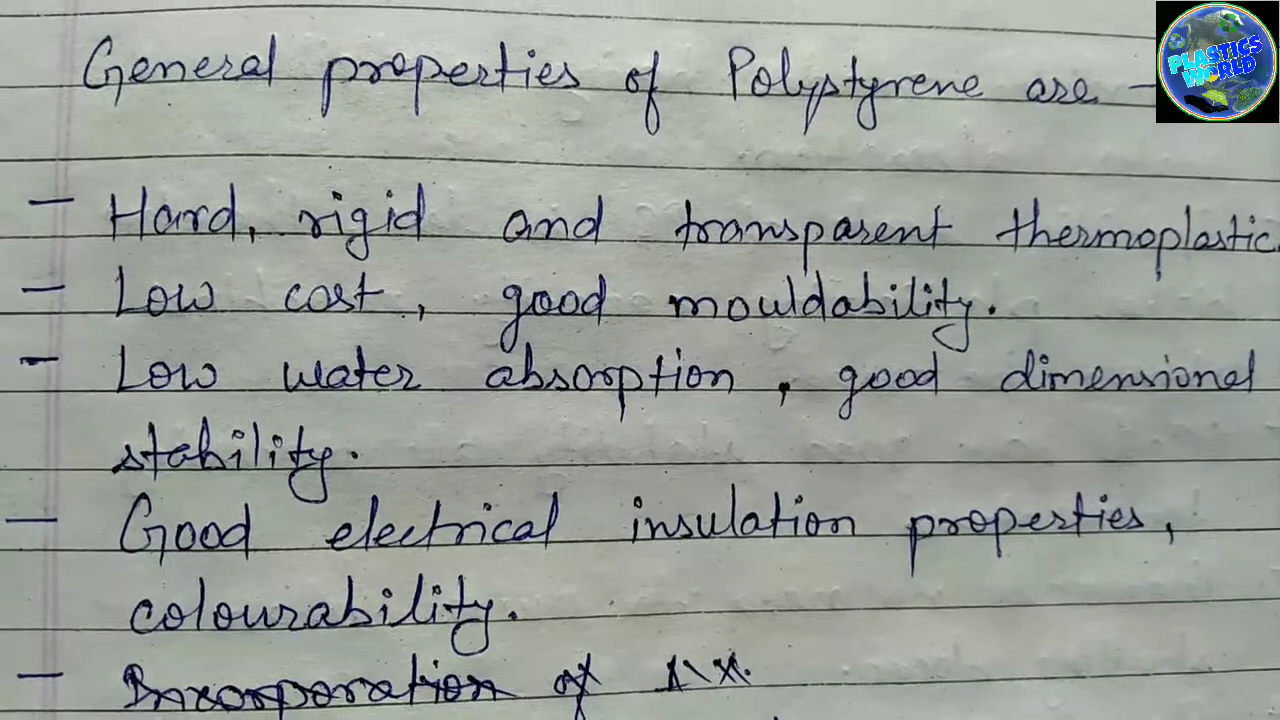 General properties of Polystyrene are -
PLASTICS
WORLD
- Hard, rigid and transparent thermoplastic.
- Low cost, good mouldability.
- Low water absorption, good dimensional
stability.
- Good electrical insulation properties,
colourability.
- Incorporation of